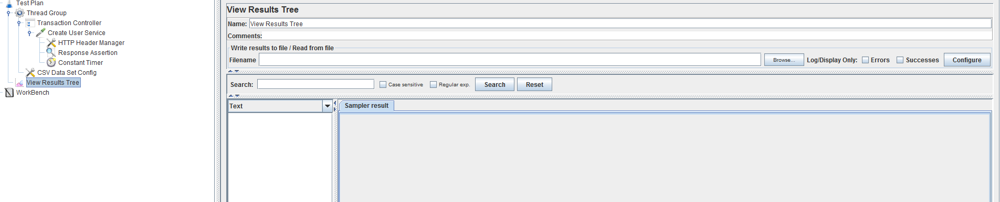 Test Plan
Thread Group
Transaction Controller
Create User Service
HTTP Header Manager
Response Assertion
Constant Timer
CSV Data Set Config
View Results Tree
WorkBench
View Results Tree
Name: View Results Tree
Comments:
Write results to file / Read from file
Filename Browse... Log/Display Only: Errors Successes Configure
Search: Case sensitive Regular exp. Search Reset
Text Sampler result